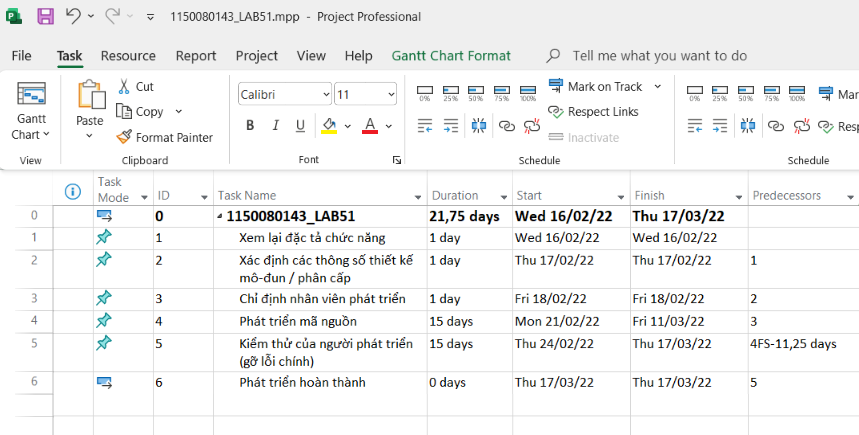 1150080143_LAB51.mpp - Project Professional
File Task Resource Report Project View Help Gantt Chart Format Tell me what you want to do
Gantt Chart
View
Paste
Cut
Copy
Format Painter
Clipboard
Calibri 11
B I U A
Font
0% 25% 50% 75% 100%
Mark on Track
Respect Links
Inactivate
Schedule
0% 25% 50% 75% 100%
Mar
Respe
Schedule
Task Mode ID Task Name Duration Start Finish Predecessors
0 0 1150080143_LAB51 21,75 days Wed 16/02/22 Thu 17/03/22
1 1 Xem lại đặc tả chức năng 1 day Wed 16/02/22 Wed 16/02/22
2 2 Xác định các thông số thiết kế 1 day Thu 17/02/22 Thu 17/02/22 1
mô-đun / phân cấp
3 3 Chỉ định nhân viên phát triển 1 day Fri 18/02/22 Fri 18/02/22 2
4 4 Phát triển mã nguồn 15 days Mon 21/02/22 Fri 11/03/22 3
5 5 Kiểm thử của người phát triển 15 days Thu 24/02/22 Thu 17/03/22 4FS-11,25 days
(gỡ lỗi chính)
6 6 Phát triển hoàn thành 0 days Thu 17/03/22 Thu 17/03/22 5